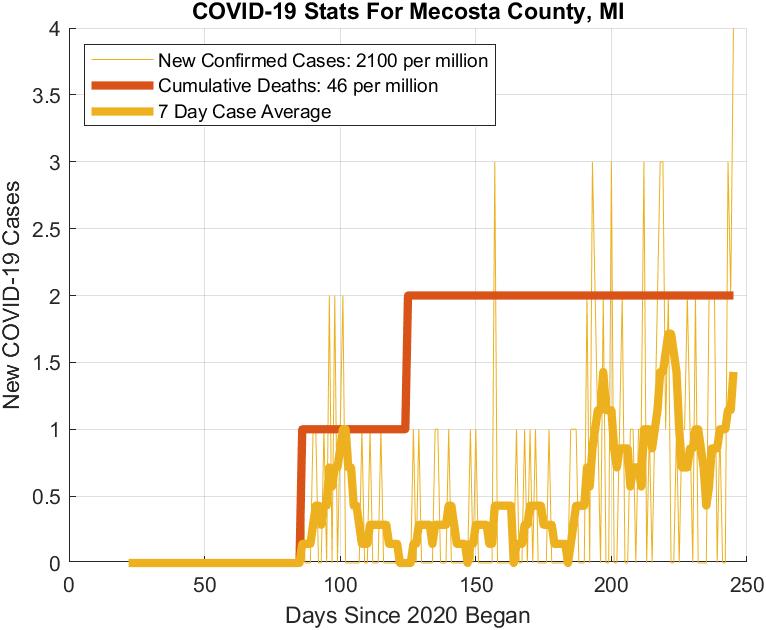 COVID-19 Stats For Mecosta County, MI
New Confirmed Cases: 2100 per million
Cumulative Deaths: 46 per million
7 Day Case Average
New COVID-19 Cases
4
3.5
3
2.5
2
1.5
1
0.5
0
0 50 100 150 200 250
Days Since 2020 Began